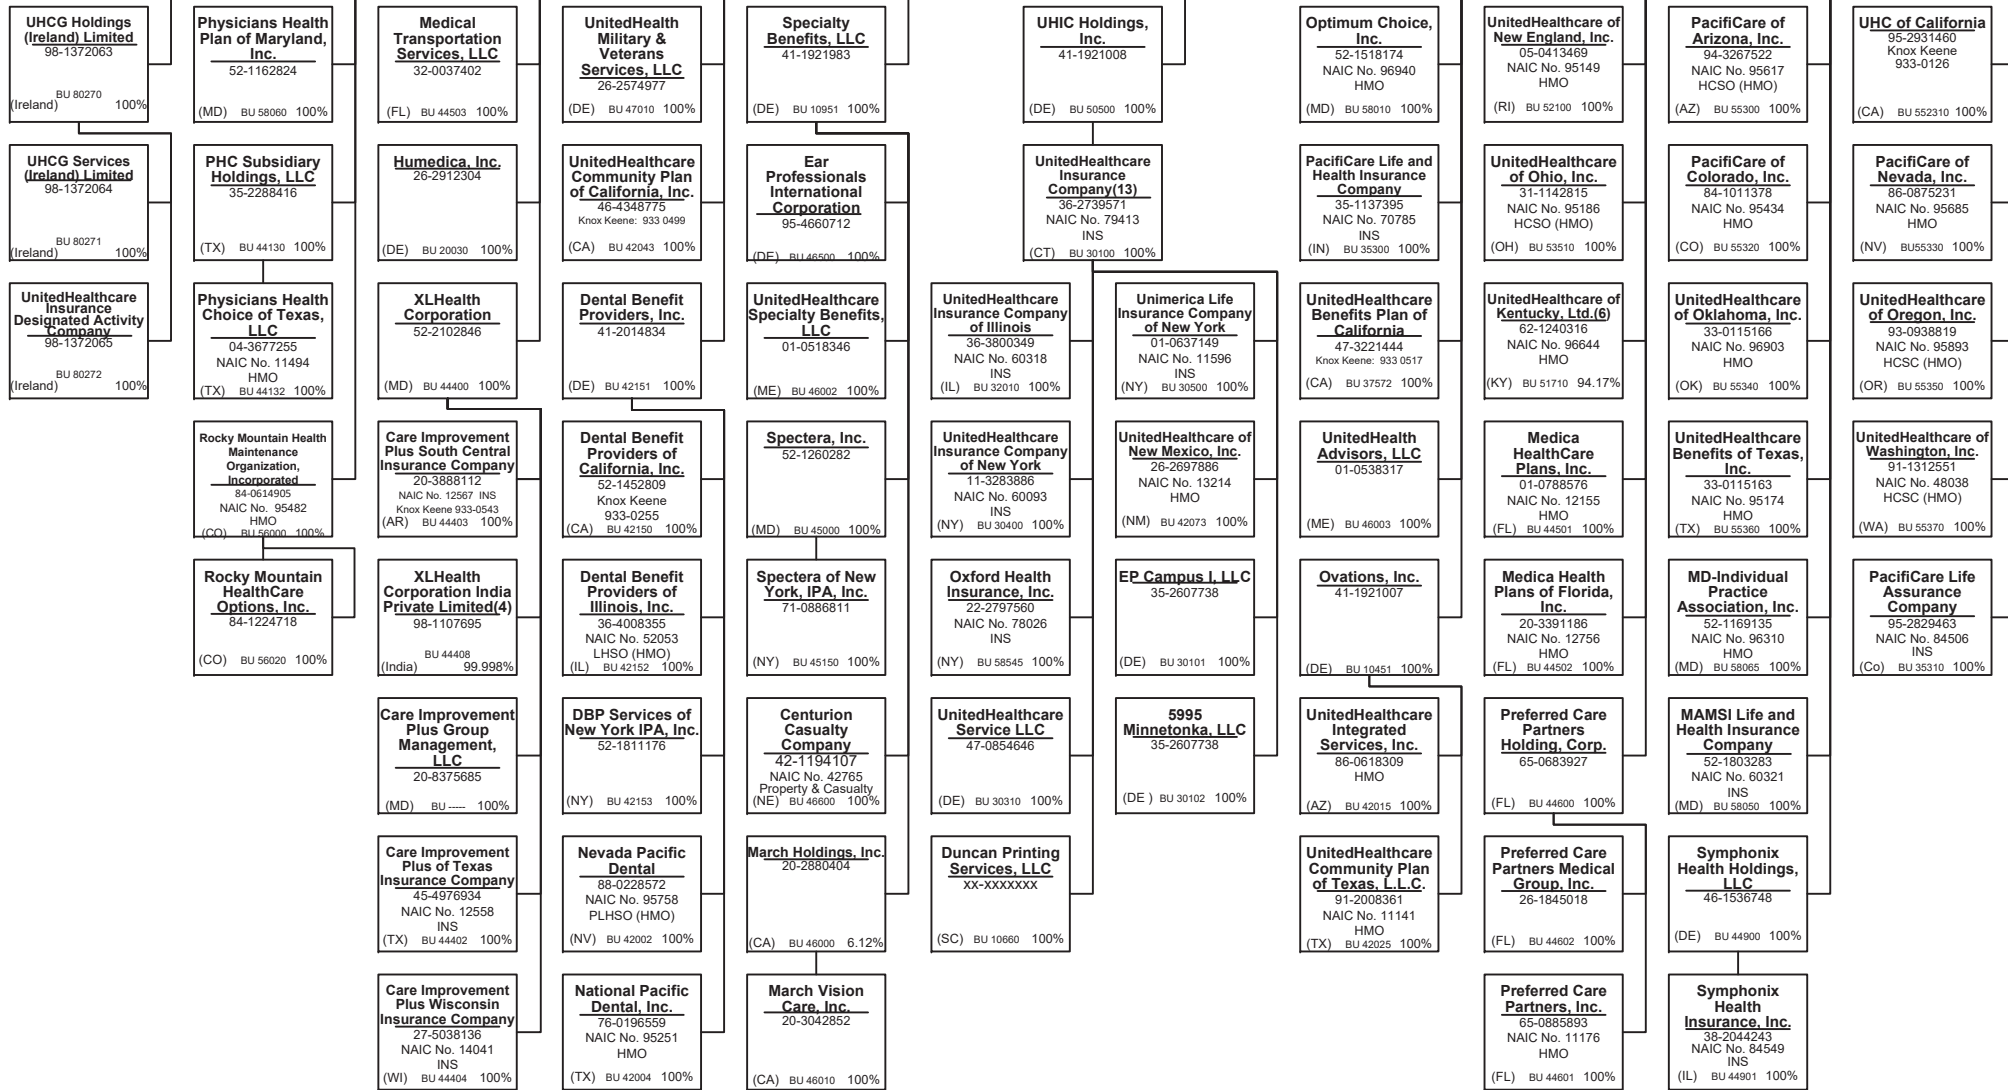 UHCG Holdings
(Ireland) Limited
98-1372063
BU 80270
(Ireland) 100%
UHCG Services
(Ireland) Limited
98-1372064
BU 80271
(Ireland) 100%
UnitedHealthcare
Insurance
Designated Activity
Company
98-1372065
BU 80272
(Ireland) 100%
Physicians Health
Plan of Maryland,
Inc.
52-1162824
(MD) BU 58060 100%
PHC Subsidiary
Holdings, LLC
35-2288416
(TX) BU 44130 100%
Physicians Health
Choice of Texas,
LLC
04-3677255
NAIC No. 11494
HMO
(TX) BU 44132 100%
Rocky Mountain Health
Maintenance
Organization,
Incorporated
84-0614905
NAIC No. 95482
HMO
(CO) BU 56000 100%
Rocky Mountain
HealthCare
Options, Inc.
84-1224718
(CO) BU 56020 100%
Medical
Transportation
Services, LLC
32-0037402
(FL) BU 44503 100%
Humedica, Inc.
26-2912304
(DE) BU 20030 100%
XLHealth
Corporation
52-2102846
(MD) BU 44400 100%
Care Improvement
Plus South Central
Insurance Company
20-3888112
NAIC No. 12567 INS
Knox Keene 933-0543
(AR) BU 44403 100%
XLHealth
Corporation India
Private Limited(4)
98-1107695
BU 44408
(India) 99.998%
Care Improvement
Plus Group
Management,
LLC
20-8375685
(MD) BU ----- 100%
Care Improvement
Plus of Texas
Insurance Company
45-4976934
NAIC No. 12558
INS
(TX) BU 44402 100%
Care Improvement
Plus Wisconsin
Insurance Company
27-5038136
NAIC No. 14041
INS
(WI) BU 44404 100%
UnitedHealth
Military &
Veterans
Services, LLC
26-2574977
(DE) BU 47010 100%
UnitedHealthcare
Community Plan
of California, Inc.
46-4348775
Knox Keene: 933 0499
(CA) BU 42043 100%
Dental Benefit
Providers, Inc.
41-2014834
(DE) BU 42151 100%
Dental Benefit
Providers of
California, Inc.
52-1452809
Knox Keene
933-0255
(CA) BU 42150 100%
Dental Benefit
Providers of
Illinois, Inc.
36-4008355
NAIC No. 52053
LHSO (HMO)
(IL) BU 42152 100%
DBP Services of
New York IPA, Inc.
52-1811176
(NY) BU 42153 100%
Nevada Pacific
Dental
88-0228572
NAIC No. 95758
PLHSO (HMO)
(NV) BU 42002 100%
National Pacific
Dental, Inc.
76-0196559
NAIC No. 95251
HMO
(TX) BU 42004 100%
Specialty
Benefits, LLC
41-1921983
(DE) BU 10951 100%
Ear
Professionals
International
Corporation
95-4660712
(DE) BU 46500 100%
UnitedHealthcare
Specialty Benefits,
LLC
01-0518346
(ME) BU 46002 100%
Spectera, Inc.
52-1260282
(MD) BU 45000 100%
Spectera of New
York, IPA, Inc.
71-0886811
(NY) BU 45150 100%
Centurion
Casualty
Company
42-1194107
NAIC No. 42765
Property & Casualty
(NE) BU 46600 100%
March Holdings, Inc.
20-2880404
(CA) BU 46000 6.12%
March Vision
Care, Inc.
20-3042852
(CA) BU 46010 100%
UHIC Holdings,
Inc.
41-1921008
(DE) BU 50500 100%
UnitedHealthcare
Insurance
Company(13)
36-2739571
NAIC No. 79413
INS
(CT) BU 30100 100%
UnitedHealthcare
Insurance Company
of Illinois
36-3800349
NAIC No. 60318
INS
(IL) BU 32010 100%
UnitedHealthcare
Insurance Company
of New York
11-3283886
NAIC No. 60093
INS
(NY) BU 30400 100%
Oxford Health
Insurance, Inc.
22-2797560
NAIC No. 78026
INS
(NY) BU 58545 100%
UnitedHealthcare
Service LLC
47-0854646
(DE) BU 30310 100%
Duncan Printing
Services, LLC
xx-xxxxxxx
(SC) BU 10660 100%
Unimerica Life
Insurance Company
of New York
01-0637149
NAIC No. 11596
INS
(NY) BU 30500 100%
UnitedHealthcare of
New Mexico, Inc.
26-2697886
NAIC No. 13214
HMO
(NM) BU 42073 100%
EP Campus I, LLC
35-2607738
(DE) BU 30101 100%
5995
Minnetonka, LLC
35-2607738
(DE ) BU 30102 100%
Optimum Choice,
Inc.
52-1518174
NAIC No. 96940
HMO
(MD) BU 58010 100%
PacifiCare Life and
Health Insurance
Company
35-1137395
NAIC No. 70785
INS
(IN) BU 35300 100%
UnitedHealthcare
Benefits Plan of
California
47-3221444
Knox Keene: 933 0517
(CA) BU 37572 100%
UnitedHealth
Advisors, LLC
01-0538317
(ME) BU 46003 100%
Ovations, Inc.
41-1921007
(DE) BU 10451 100%
UnitedHealthcare
Integrated
Services, Inc.
86-0618309
HMO
(AZ) BU 42015 100%
UnitedHealthcare
Community Plan
of Texas, L.L.C.
91-2008361
NAIC No. 11141
HMO
(TX) BU 42025 100%
UnitedHealthcare of
New England, Inc.
05-0413469
NAIC No. 95149
HMO
(RI) BU 52100 100%
UnitedHealthcare
of Ohio, Inc.
31-1142815
NAIC No. 95186
HCSO (HMO)
(OH) BU 53510 100%
UnitedHealthcare of
Kentucky, Ltd.(6)
62-1240316
NAIC No. 96644
HMO
(KY) BU 51710 94.17%
Medica
HealthCare
Plans, Inc.
01-0788576
NAIC No. 12155
HMO
(FL) BU 44501 100%
Medica Health
Plans of Florida,
Inc.
20-3391186
NAIC No. 12756
HMO
(FL) BU 44502 100%
Preferred Care
Partners
Holding, Corp.
65-0683927
(FL) BU 44600 100%
Preferred Care
Partners Medical
Group, Inc.
26-1845018
(FL) BU 44602 100%
Preferred Care
Partners, Inc.
65-0885893
NAIC No. 11176
HMO
(FL) BU 44601 100%
PacifiCare of
Arizona, Inc.
94-3267522
NAIC No. 95617
HCSO (HMO)
(AZ) BU 55300 100%
PacifiCare of
Colorado, Inc.
84-1011378
NAIC No. 95434
HMO
(CO) BU 55320 100%
UnitedHealthcare
of Oklahoma, Inc.
33-0115166
NAIC No. 96903
HMO
(OK) BU 55340 100%
UnitedHealthcare
Benefits of Texas,
Inc.
33-0115163
NAIC No. 95174
HMO
(TX) BU 55360 100%
MD-Individual
Practice
Association, Inc.
52-1169135
NAIC No. 96310
HMO
(MD) BU 58065 100%
MAMSI Life and
Health Insurance
Company
52-1803283
NAIC No. 60321
INS
(MD) BU 58050 100%
Symphonix
Health Holdings,
LLC
46-1536748
(DE) BU 44900 100%
Symphonix
Health
Insurance, Inc.
38-2044243
NAIC No. 84549
INS
(IL) BU 44901 100%
UHC of California
95-2931460
Knox Keene
933-0126
(CA) BU 552310 100%
PacifiCare of
Nevada, Inc.
86-0875231
NAIC No. 95685
HMO
(NV) BU55330 100%
UnitedHealthcare
of Oregon, Inc.
93-0938819
NAIC No. 95893
HCSC (HMO)
(OR) BU 55350 100%
UnitedHealthcare of
Washington, Inc.
91-1312551
NAIC No. 48038
HCSC (HMO)
(WA) BU 55370 100%
PacifiCare Life
Assurance
Company
95-2829463
NAIC No. 84506
INS
(Co) BU 35310 100%